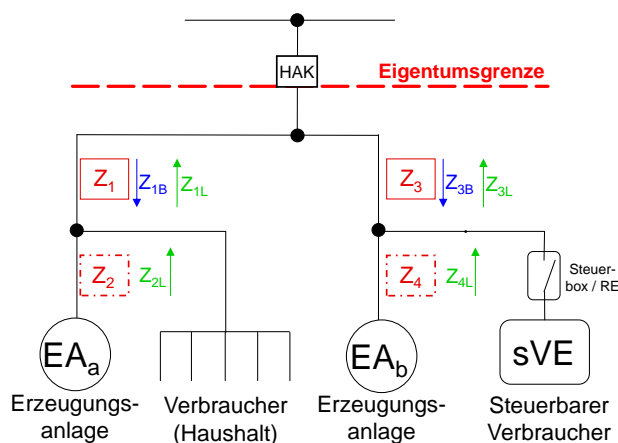 HAK
Eigentumsgrenze
Z1
Z1B
Z1L
Z3
Z3B
Z3L
Z2
Z2L
Z4
Z4L
Steuer-
box / RE
EAa
EAb
sVE
Erzeugungs-
anlage
Verbraucher
(Haushalt)
Erzeugungs-
anlage
Steuerbarer
Verbraucher